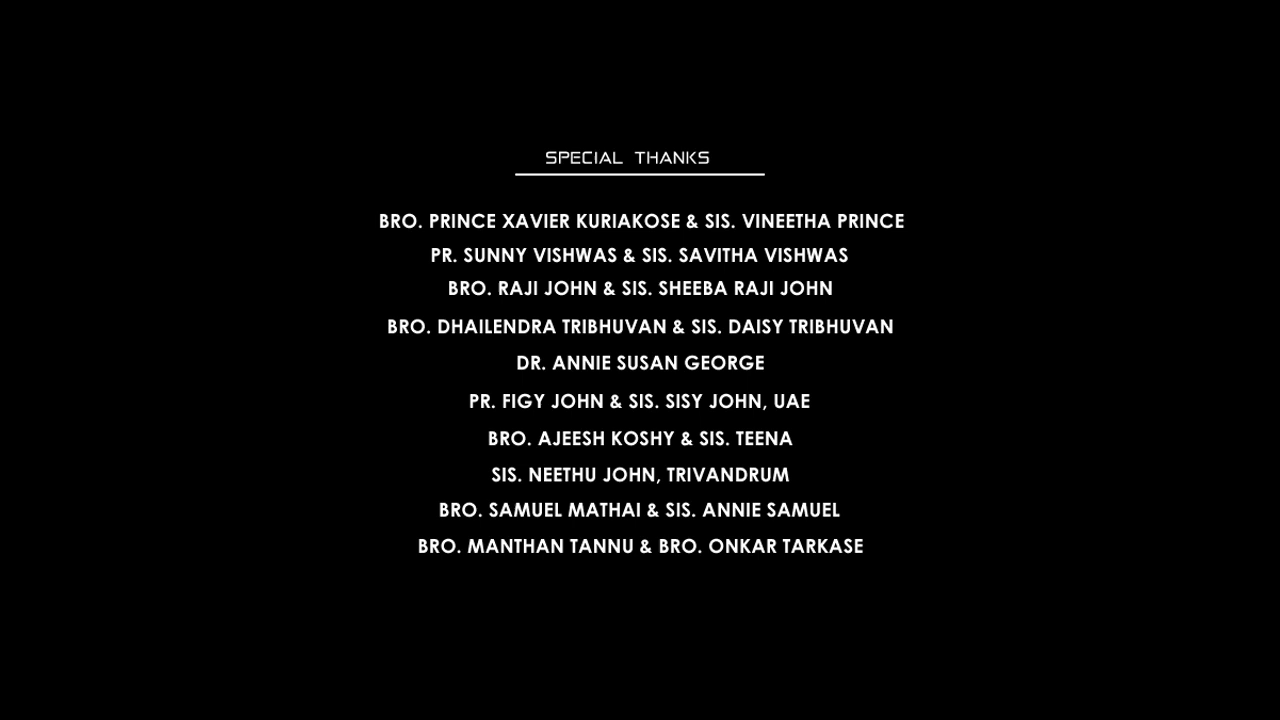 SPECIAL THANKS
BRO. PRINCE XAVIER KURIAKOSE & SIS. VINEETHA PRINCE
PR. SUNNY VISHWAS & SIS. SAVITHA VISHWAS
BRO. RAJI JOHN & SIS. SHEEBA RAJI JOHN
BRO. DHAILENDRA TRIBHUVAN & SIS. DAISY TRIBHUVAN
DR. ANNIE SUSAN GEORGE
PR. FIGY JOHN & SIS. SISY JOHN, UAE
BRO. AJEESH KOSHY & SIS. TEENA
SIS. NEETHU JOHN, TRIVANDRUM
BRO. SAMUEL MATHAI & SIS. ANNIE SAMUEL
BRO. MANTHAN TANNU & BRO. ONKAR TARKASE